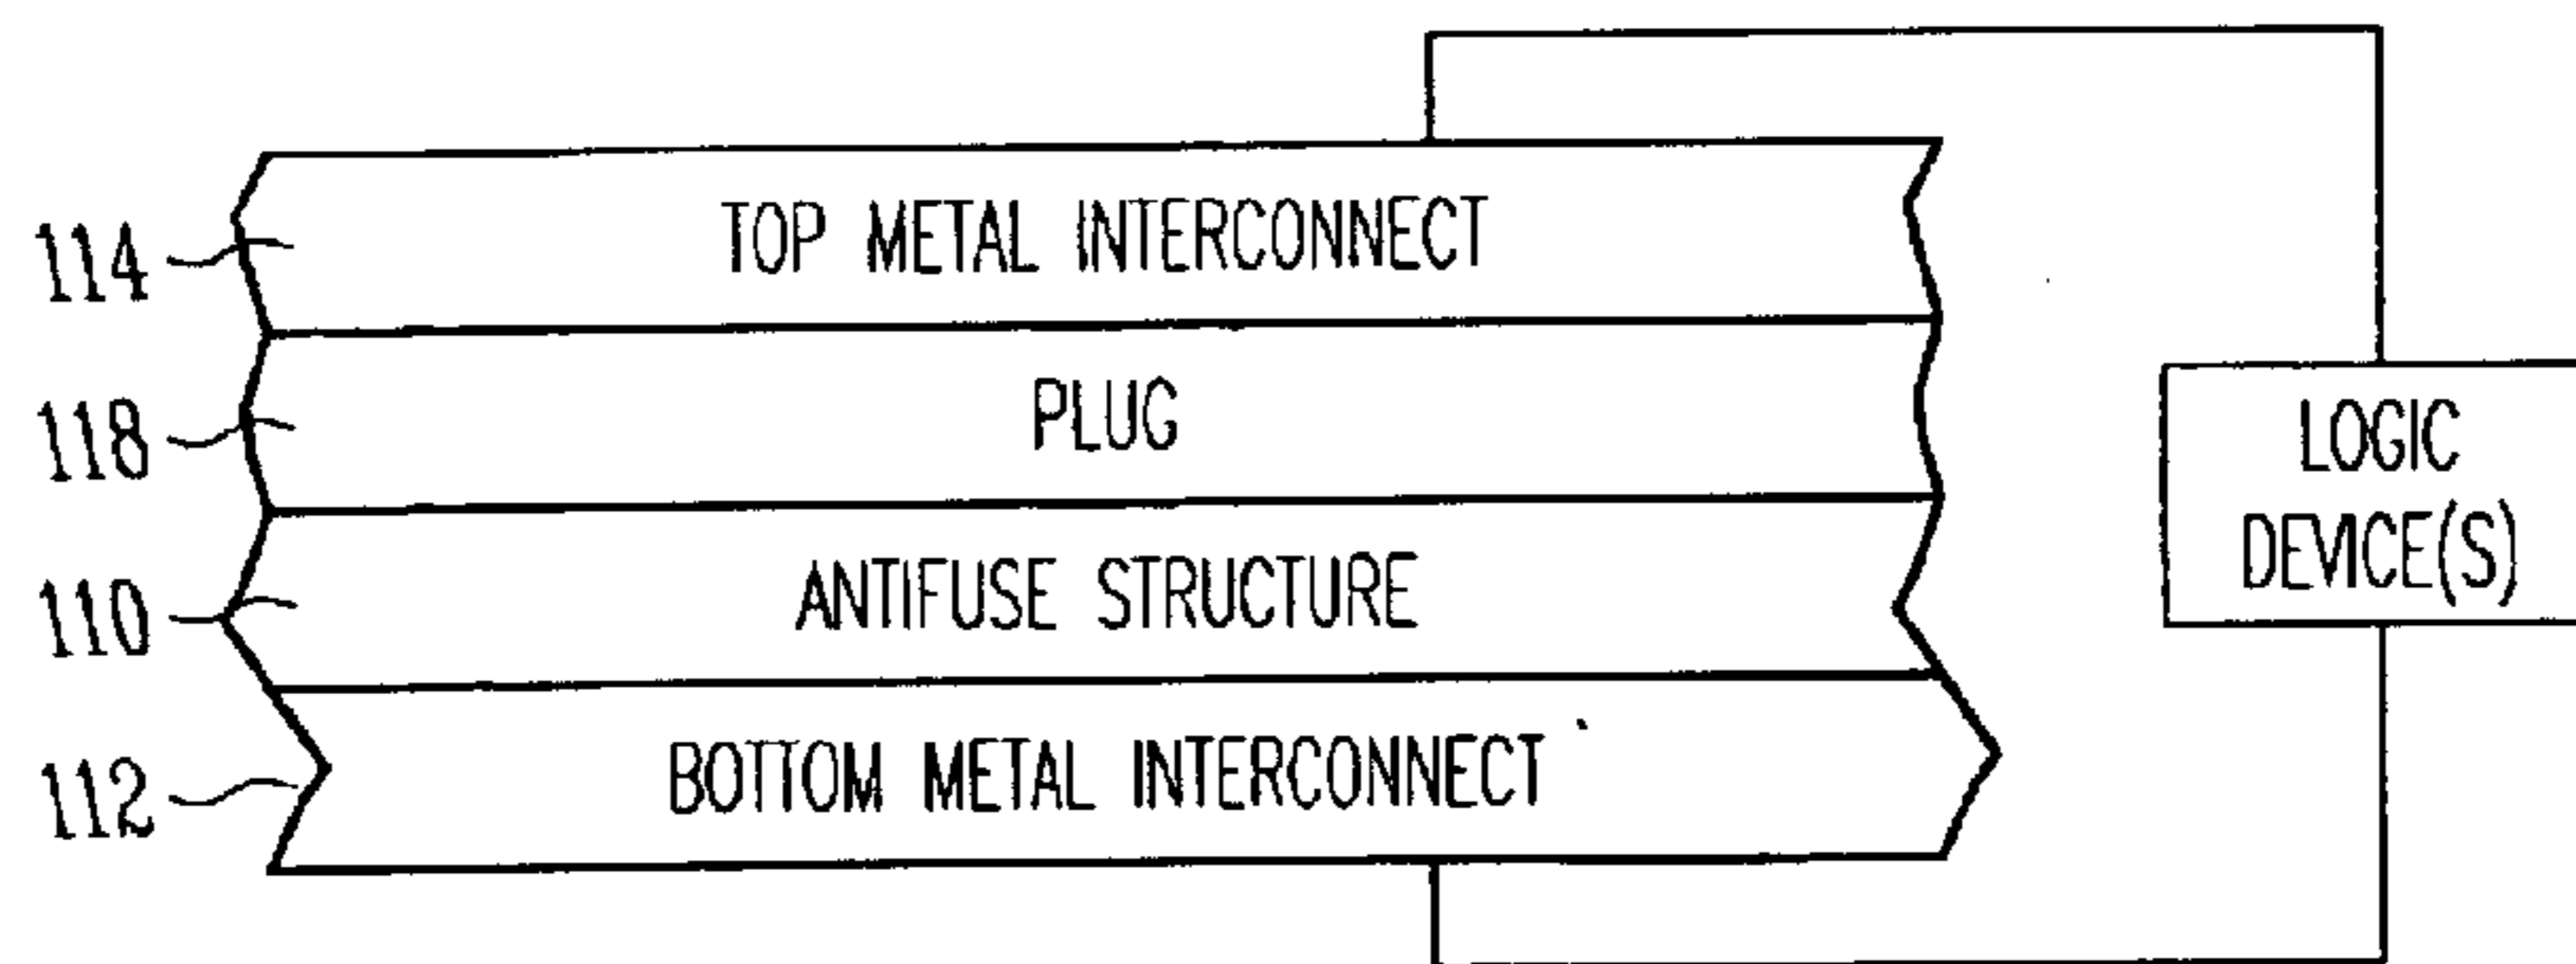 114 TOP METAL INTERCONNECT
118 PLUG
110 ANTIFUSE STRUCTURE
112 BOTTOM METAL INTERCONNECT
LOGIC
DEVICE(S)